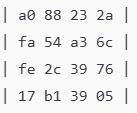 | a0 88 23 2a |
| fa 54 a3 6c |
| fe 2c 39 76 |
| 17 b1 39 05 |